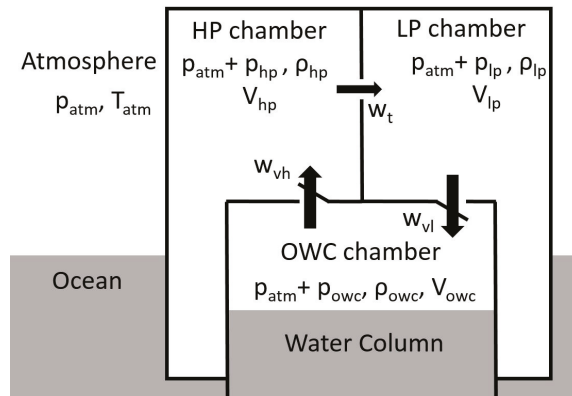 HP chamber
p_atm + p_hp , ρ_hp
V_hp
LP chamber
p_atm + p_lp , ρ_lp
V_lp
Atmosphere
p_atm, T_atm
w_t
w_vh
w_vl
OWC chamber
p_atm + p_owc, ρ_owc, V_owc
Ocean
Water Column